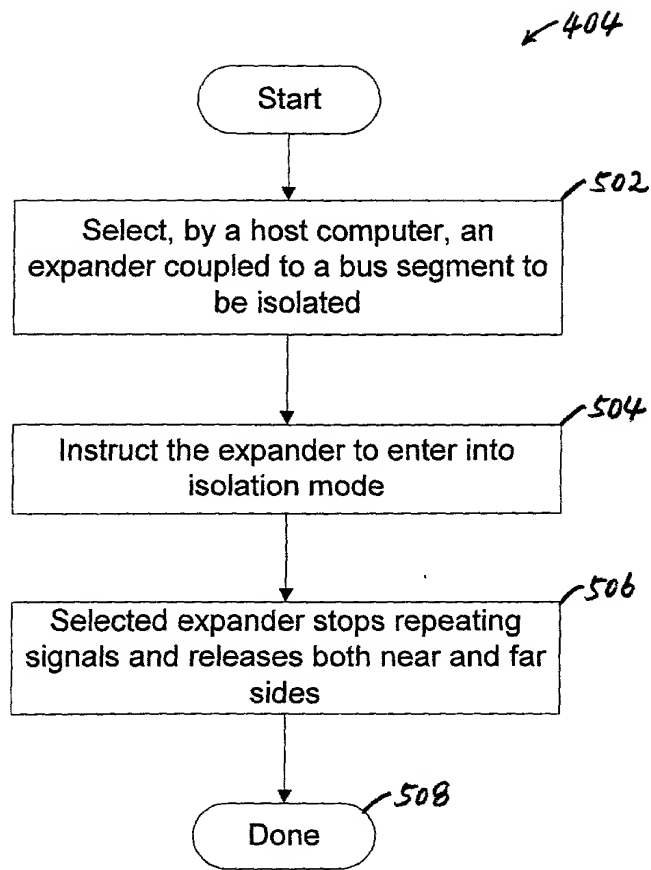 404
Start
502
Select, by a host computer, an
expander coupled to a bus segment to
be isolated
504
Instruct the expander to enter into
isolation mode
506
Selected expander stops repeating
signals and releases both near and far
sides
508
Done